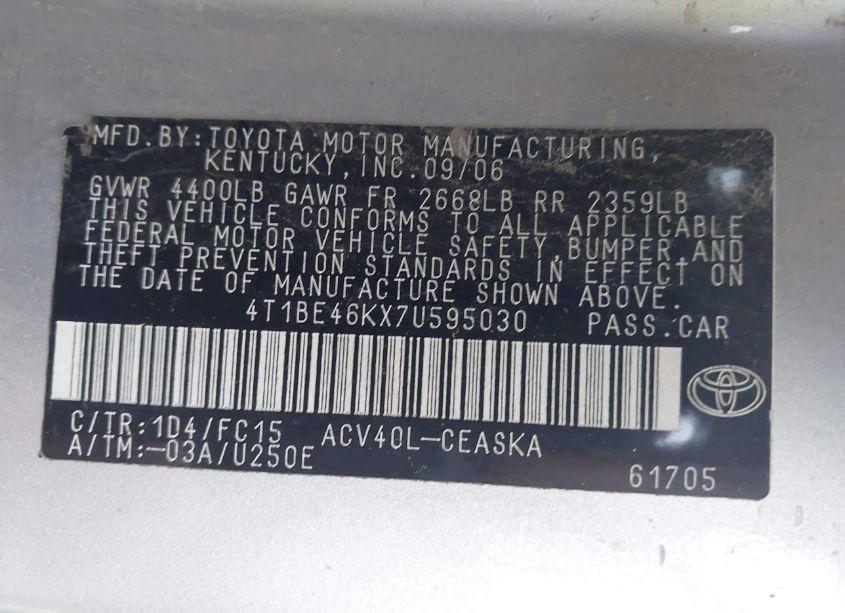 MFD.BY:TOYOTA MOTOR MANUFACTURING,
KENTUCKY,INC.09/06
GVWR 4400LB GAWR FR 2668LB RR 2359LB
THIS VEHICLE CONFORMS TO ALL APPLICABLE
FEDERAL MOTOR VEHICLE SAFETY,BUMPER,AND
THEFT PREVENTION STANDARDS IN EFFECT ON
THE DATE OF MANUFACTURE SHOWN ABOVE.
4T1BE46KX7U595030 PASS.CAR
C/TR:1D4/FC15 ACV40L-CEASKA
A/TM:-03A/U250E
61705